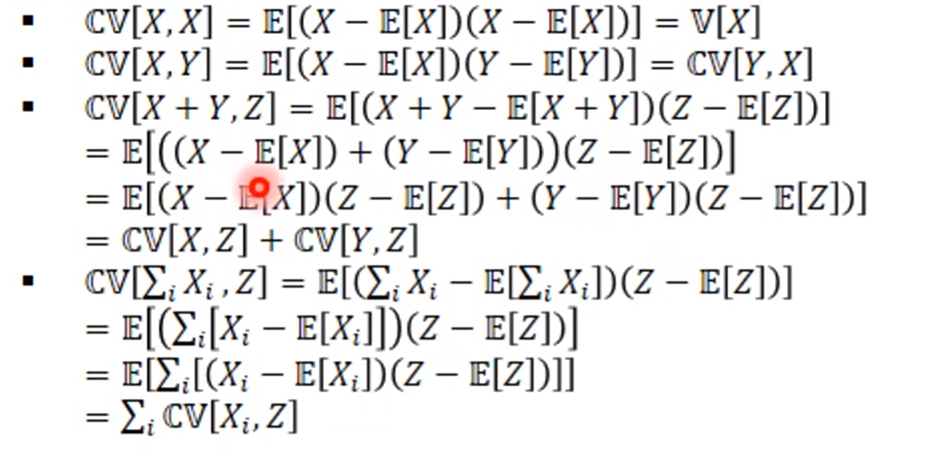 ▪ ℂ𝕍[X, X] = 𝔼[(X − 𝔼[X])(X − 𝔼[X])] = 𝕍[X]
▪ ℂ𝕍[X, Y] = 𝔼[(X − 𝔼[X])(Y − 𝔼[Y])] = ℂ𝕍[Y, X]
▪ ℂ𝕍[X + Y, Z] = 𝔼[(X + Y − 𝔼[X + Y])(Z − 𝔼[Z])]
= 𝔼[((X − 𝔼[X]) + (Y − 𝔼[Y]))(Z − 𝔼[Z])]
= 𝔼[(X − 𝔼[X])(Z − 𝔼[Z]) + (Y − 𝔼[Y])(Z − 𝔼[Z])]
= ℂ𝕍[X, Z] + ℂ𝕍[Y, Z]
▪ ℂ𝕍[∑ᵢ Xᵢ , Z] = 𝔼[(∑ᵢ Xᵢ − 𝔼[∑ᵢ Xᵢ])(Z − 𝔼[Z])]
= 𝔼[(∑ᵢ[Xᵢ − 𝔼[Xᵢ]])(Z − 𝔼[Z])]
= 𝔼[∑ᵢ[(Xᵢ − 𝔼[Xᵢ])(Z − 𝔼[Z])]]
= ∑ᵢ ℂ𝕍[Xᵢ, Z]